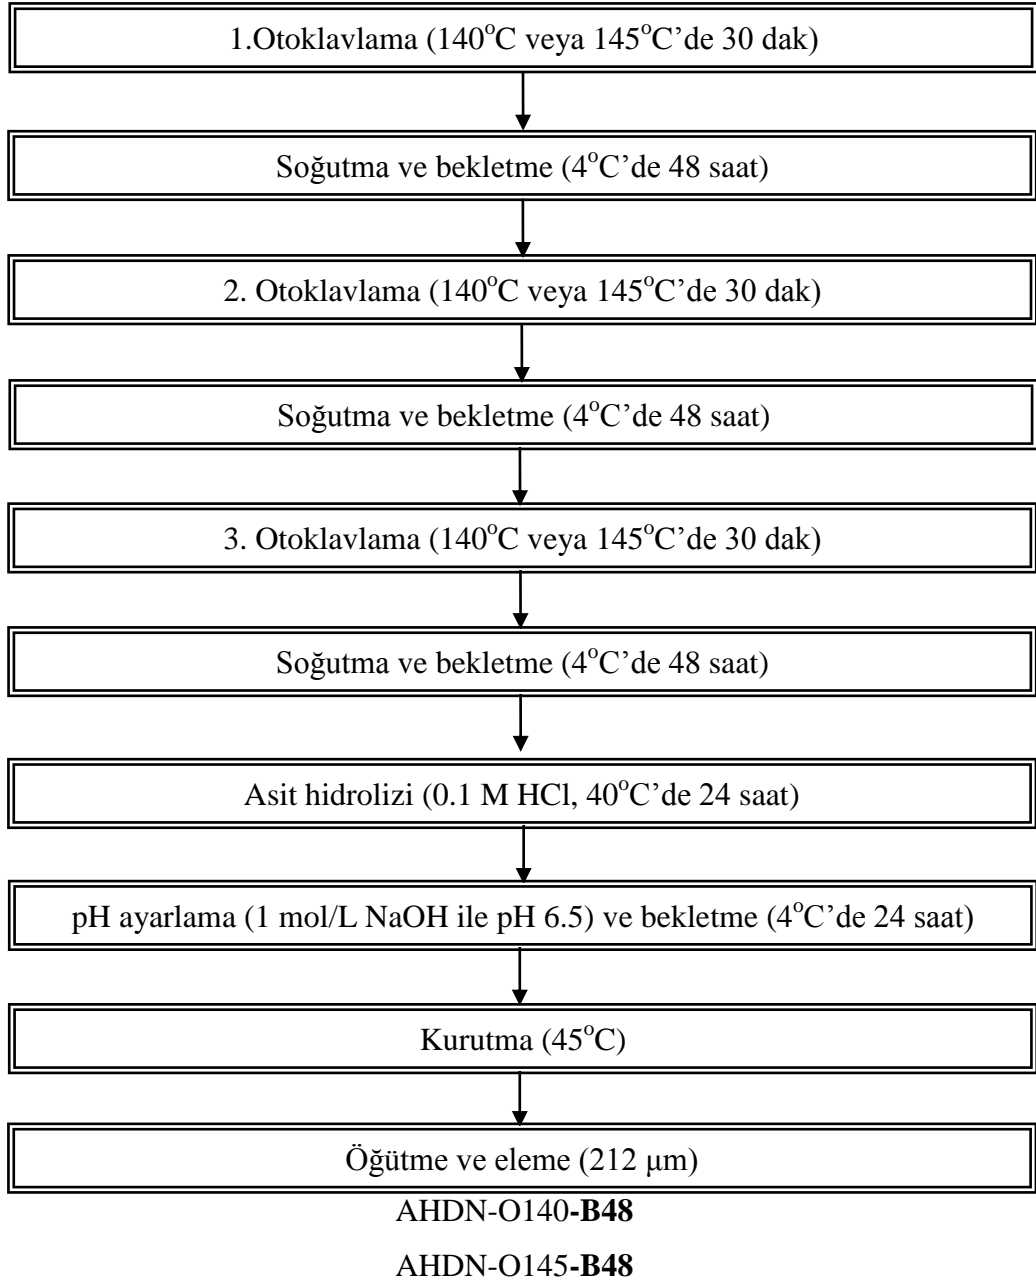 1.Otoklavlama (140°C veya 145°C’de 30 dak)
Soğutma ve bekletme (4°C’de 48 saat)
2. Otoklavlama (140°C veya 145°C’de 30 dak)
Soğutma ve bekletme (4°C’de 48 saat)
3. Otoklavlama (140°C veya 145°C’de 30 dak)
Soğutma ve bekletme (4°C’de 48 saat)
Asit hidrolizi (0.1 M HCl, 40°C’de 24 saat)
pH ayarlama (1 mol/L NaOH ile pH 6.5) ve bekletme (4°C’de 24 saat)
Kurutma (45°C)
Öğütme ve eleme (212 μm)
AHDN-O140-B48
AHDN-O145-B48